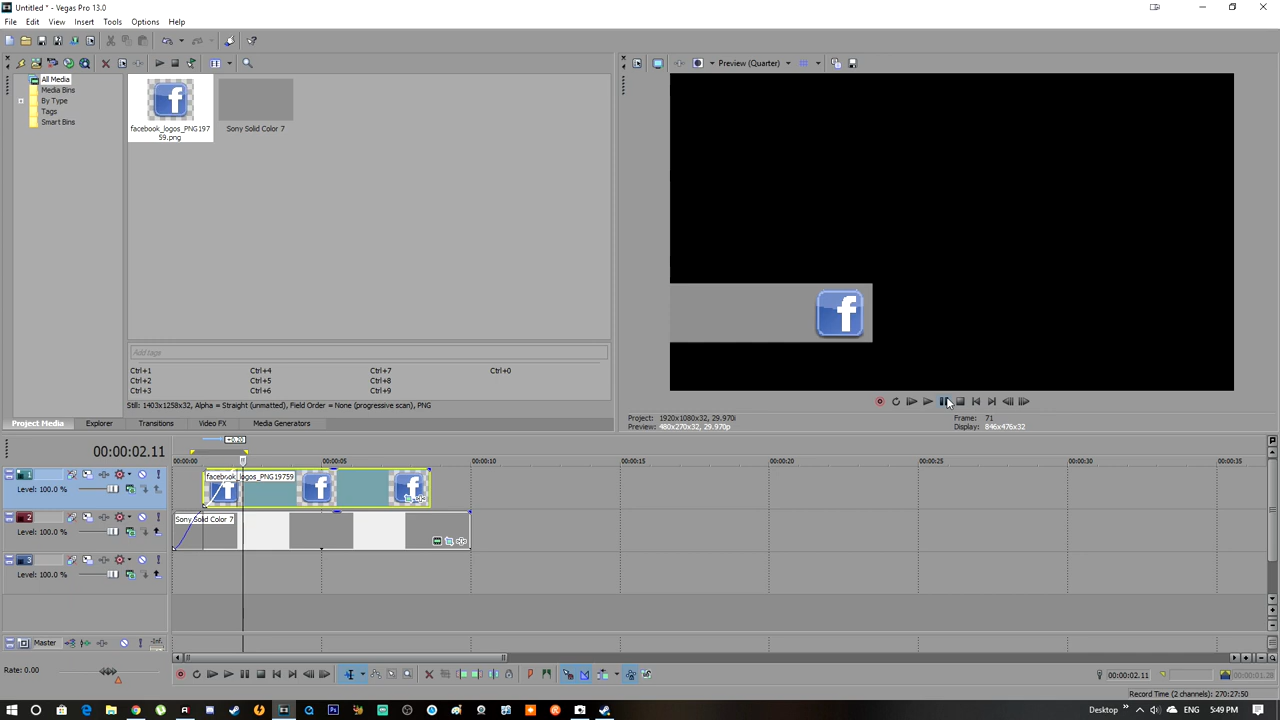 Untitled * - Vegas Pro 13.0
File Edit View Insert Tools Options Help
Preview (Quarter)
All Media
Media Bins
By Type
Tags
Smart Bins
f
facebook_logos_PNG197
59.png
Sony Solid Color 7
f
Add tags
Ctrl+1 Ctrl+4 Ctrl+7 Ctrl+0
Ctrl+2 Ctrl+5 Ctrl+8
Ctrl+3 Ctrl+6 Ctrl+9
Still: 1403x1258x32, Alpha = Straight (unmatted), Field Order = None (progressive scan), PNG
Project: 1920x1080x32, 29.970i Frame: 71
Preview: 480x270x32, 29.970p Display: 846x476x32
Project Media Explorer Transitions Video FX Media Generators
00:00:02.11
00:00:00 00:00:05 00:00:10 00:00:15 00:00:20 00:00:25 00:00:30 00:00:35
1
Level: 100.0 %
facebook_logos_PNG19759
f f f
2
Level: 100.0 %
Sony Solid Color 7
3
Level: 100.0 %
Master
Rate: 0.00
00:00:02.11
Record Time (2 channels): 270:27:50
Desktop ENG 5:49 PM